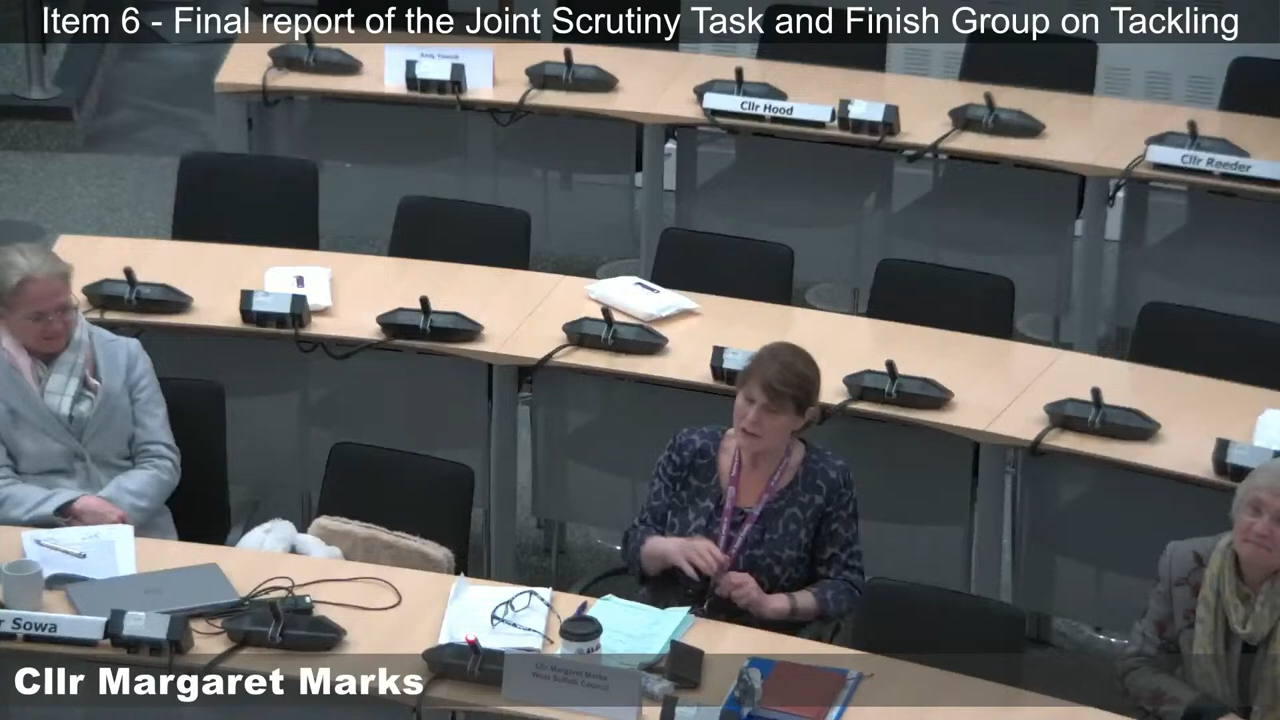 Item 6 - Final report of the Joint Scrutiny Task and Finish Group on Tackling
Cllr Hood
Cllr Reeder
r Sowa
Cllr Margaret Marks
West Suffolk Council
Cllr Margaret Marks